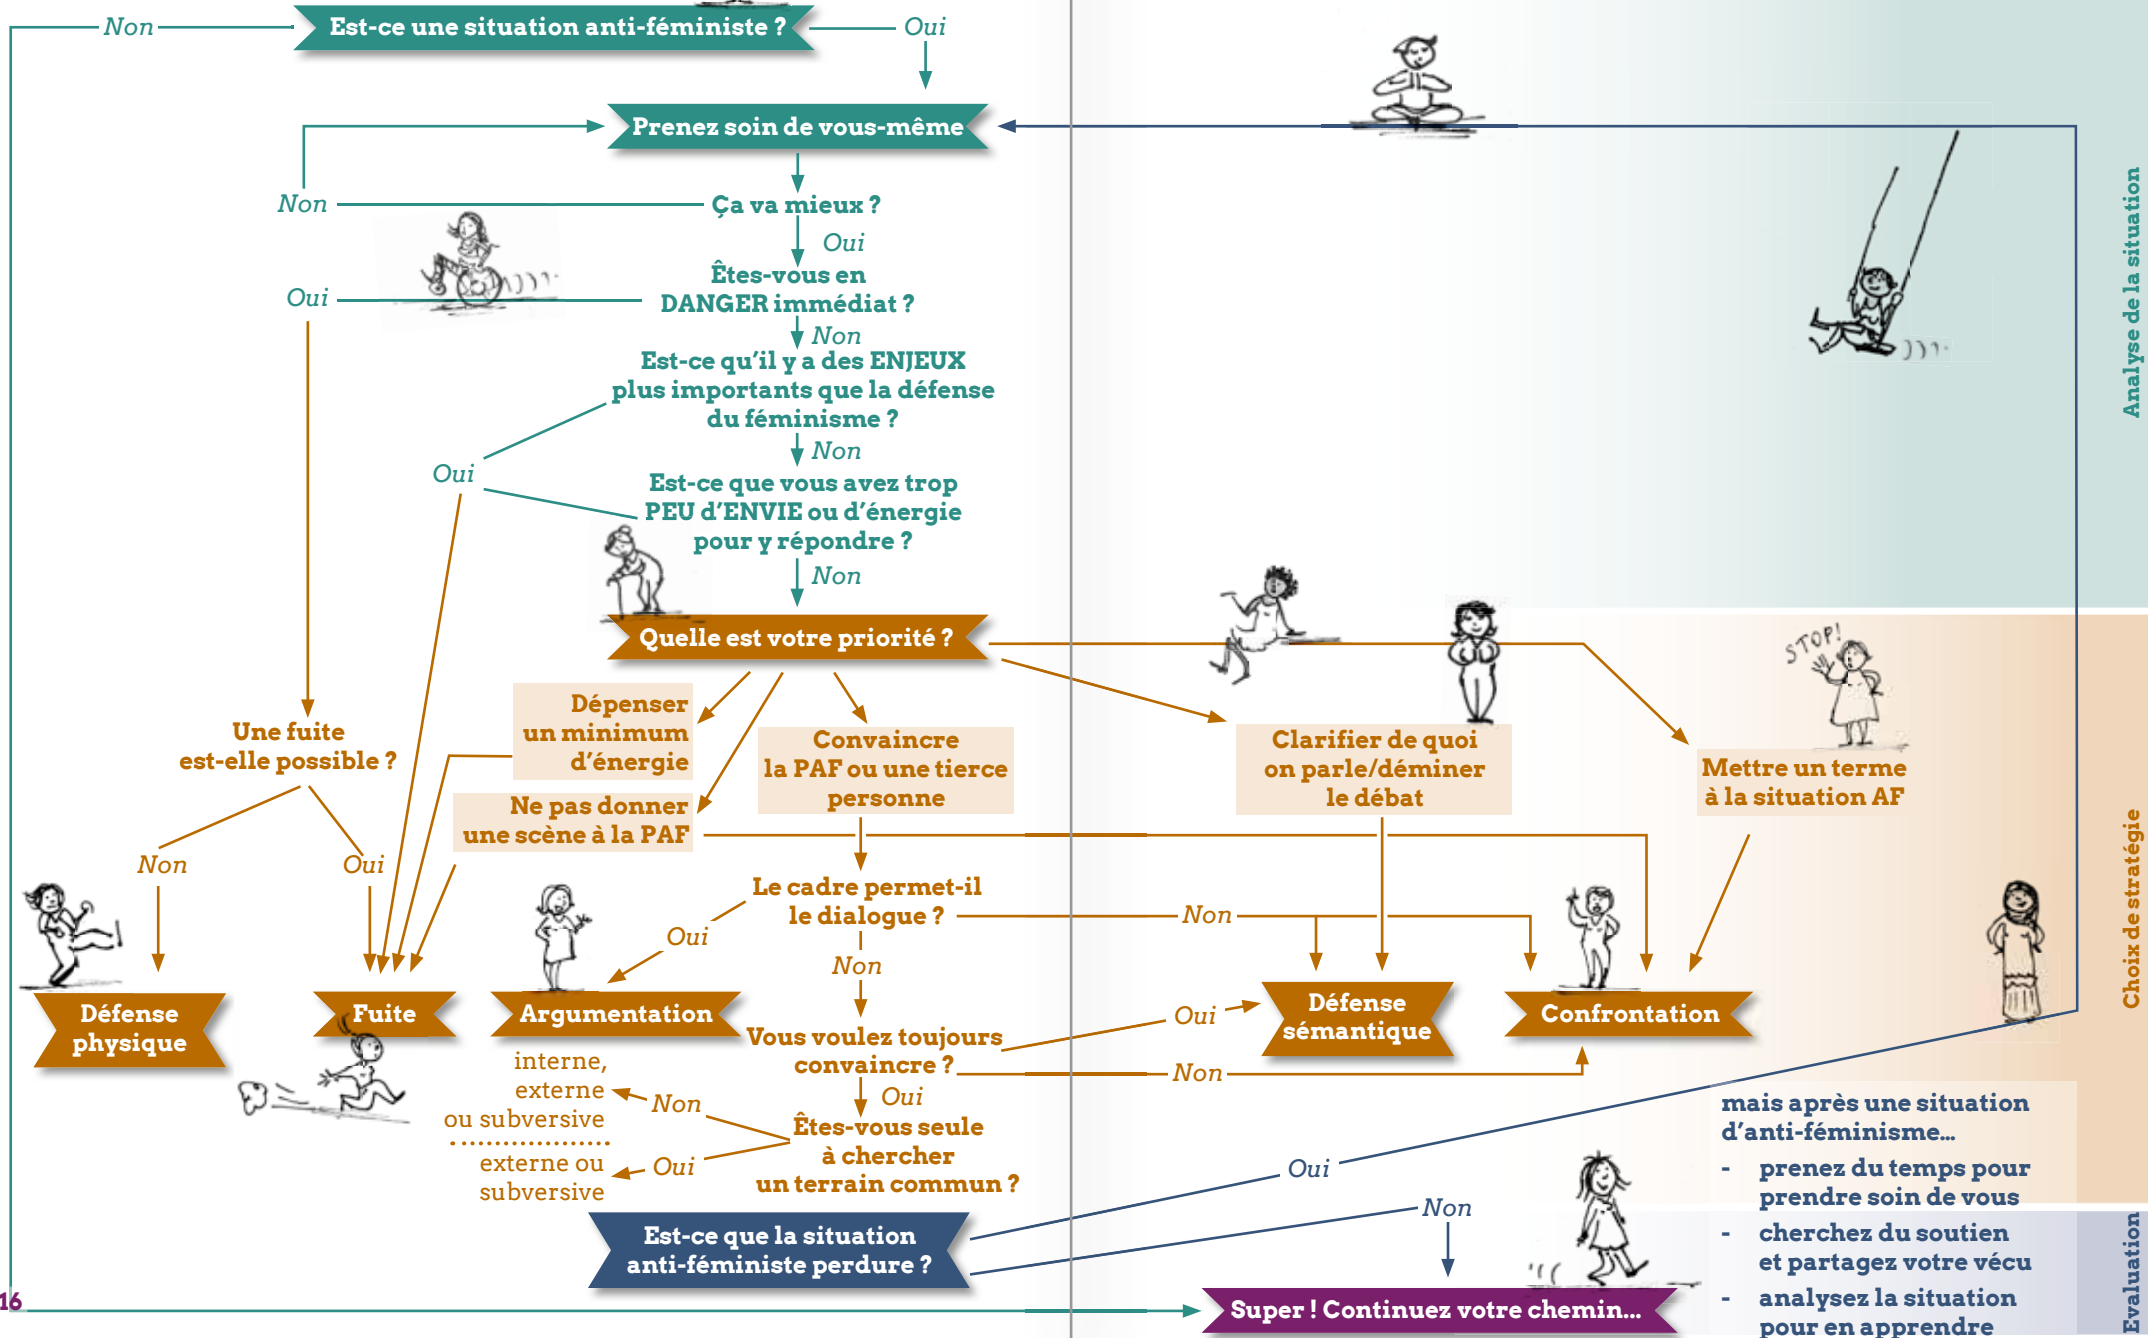 Non
Est-ce une situation anti-féministe ?
Oui
Prenez soin de vous-même
Non
Ça va mieux ?
Oui
Êtes-vous en
DANGER immédiat ?
Oui
Non
Est-ce qu’il y a des ENJEUX
plus importants que la défense
du féminisme ?
Non
Oui
Est-ce que vous avez trop
PEU d’ENVIE ou d’énergie
pour y répondre ?
Non
Analyse de la situation
Quelle est votre priorité ?
STOP!
Dépenser
un minimum
d’énergie
Ne pas donner
une scène à la PAF
Convaincre
la PAF ou une tierce
personne
Clarifier de quoi
on parle/déminer
le débat
Mettre un terme
à la situation AF
Une fuite
est-elle possible ?
Non
Oui
Le cadre permet-il
le dialogue ?
Oui
Non
Non
Choix de stratégie
Défense
physique
Fuite
Argumentation
interne,
externe
ou subversive
externe ou
subversive
Vous voulez toujours
convaincre ?
Oui
Non
Oui
Défense
sémantique
Confrontation
Êtes-vous seule
à chercher
un terrain commun ?
Non
Oui
Est-ce que la situation
anti-féministe perdure ?
Oui
Non
Super ! Continuez votre chemin...
mais après une situation
d’anti-féminisme...
- prenez du temps pour
prendre soin de vous
- cherchez du soutien
et partagez votre vécu
- analysez la situation
pour en apprendre
Evaluation
16